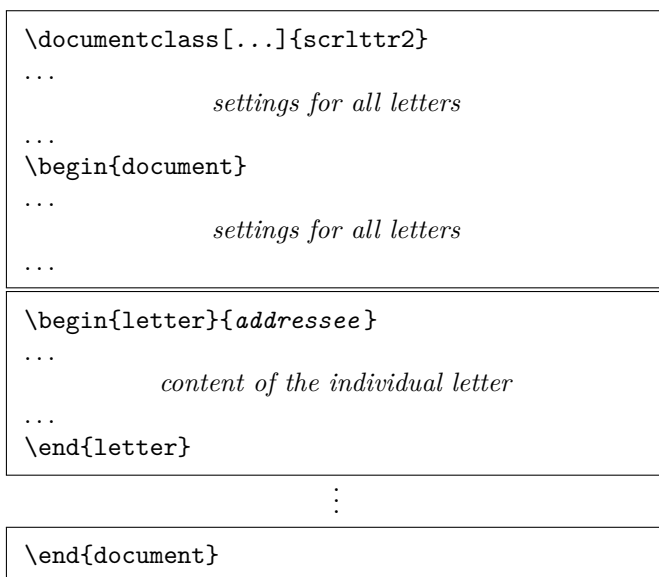 \documentclass[...]{scrlttr2}
...
settings for all letters
...
\begin{document}
...
settings for all letters
...
\begin{letter}{addressee}
...
content of the individual letter
...
\end{letter}
⋮
\end{document}